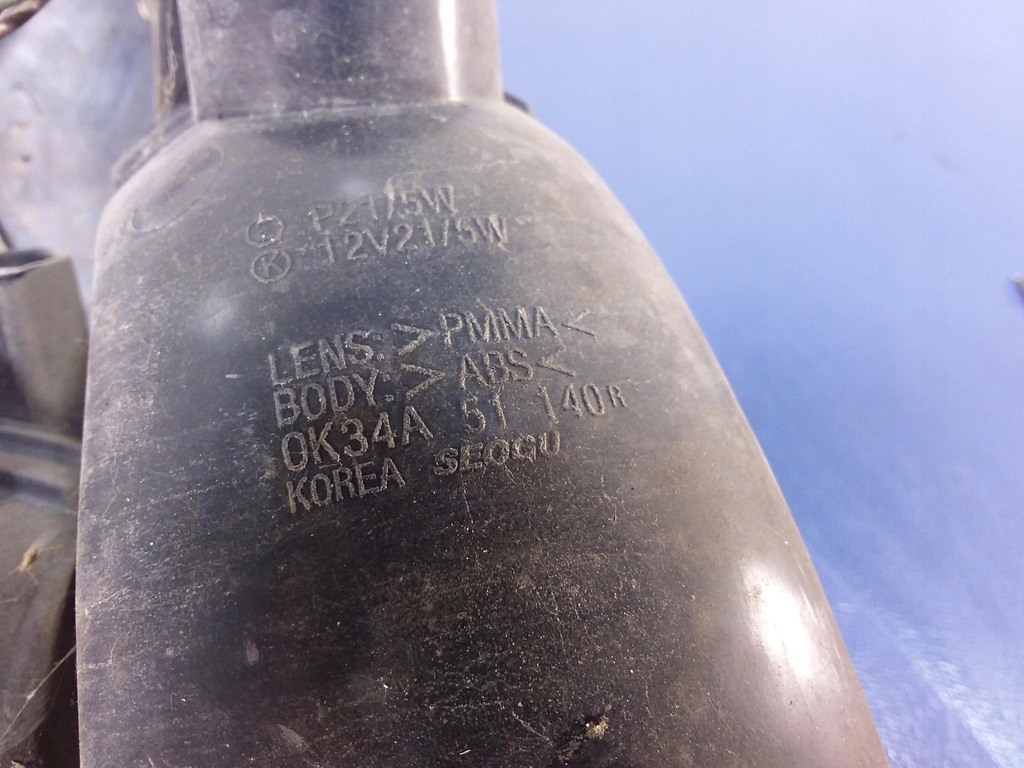 P21/5W
K 12V21/5W
LENS: >PMMA<
BODY: >ABS<
0K34A 51 140R
KOREA SEOGU